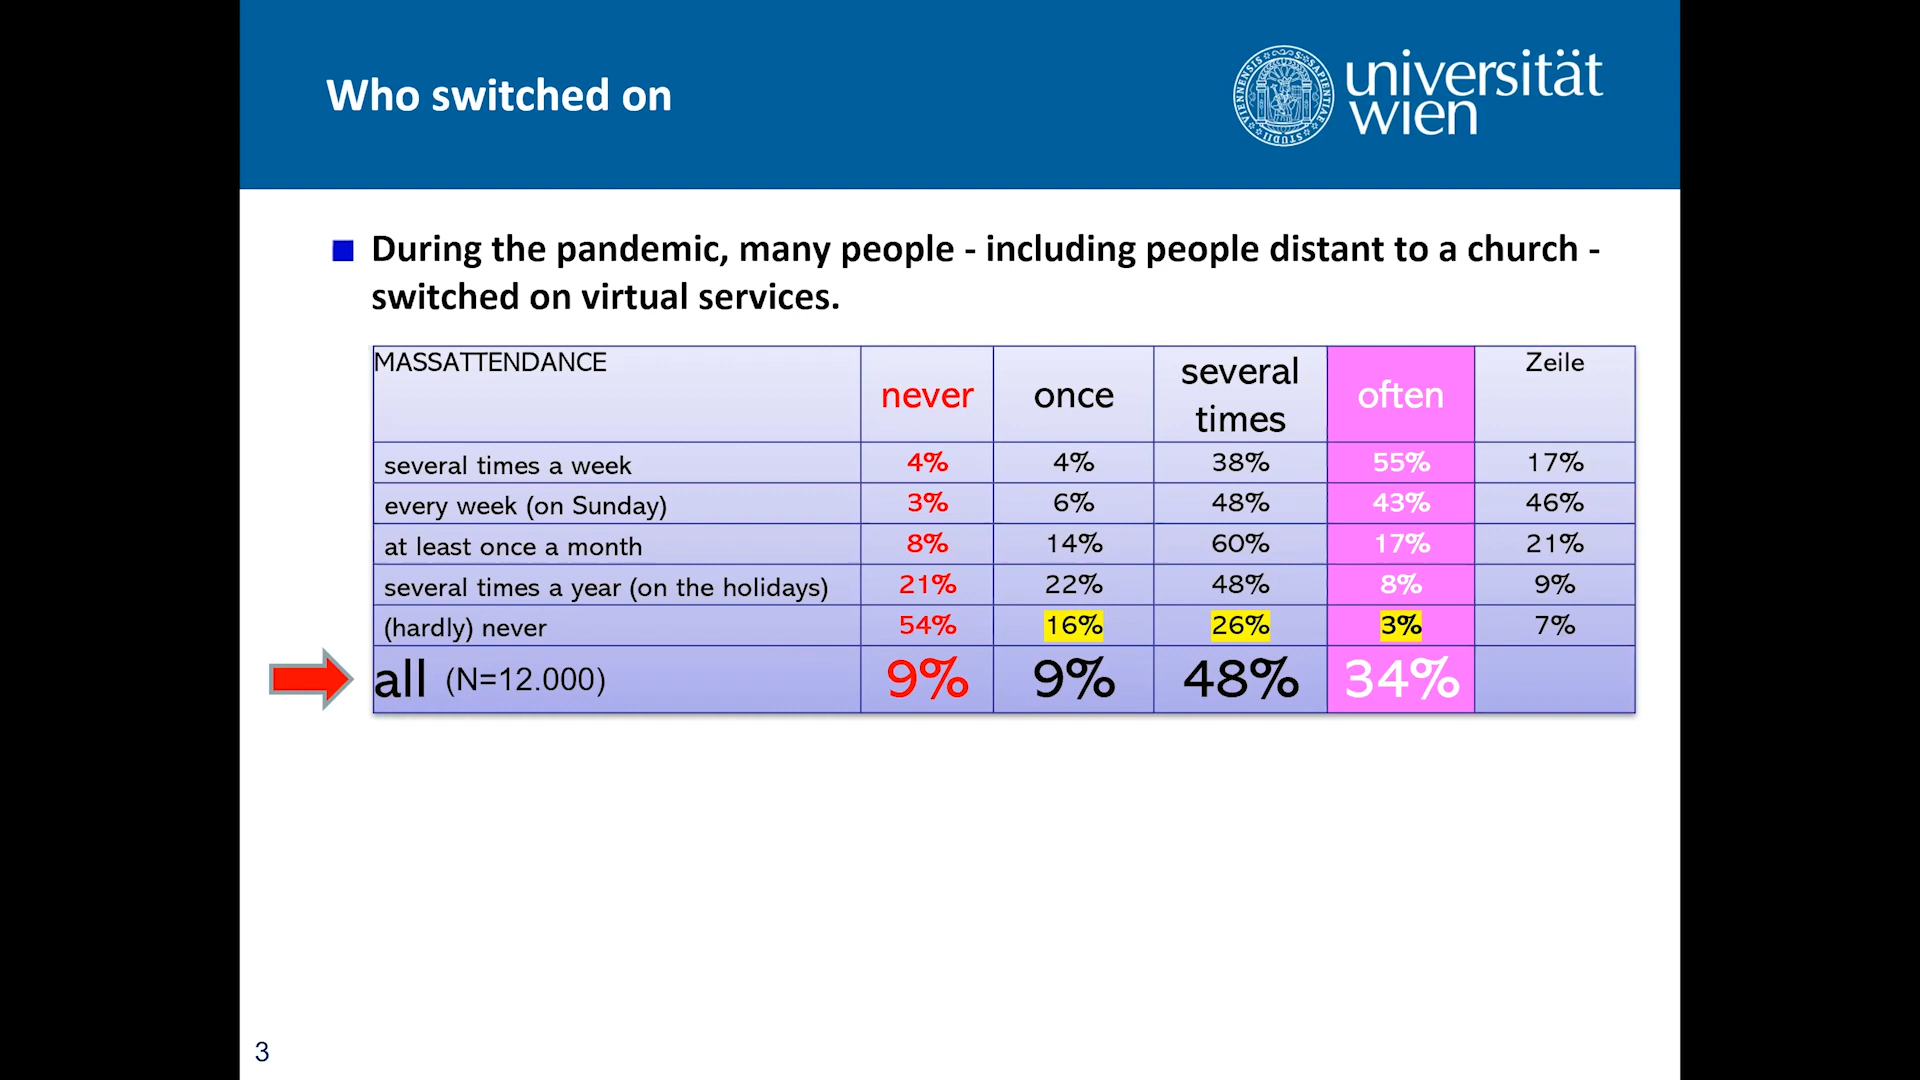 Who switched on
VIENNENSIS SAPIENTIAE STUDII
universität
wien
During the pandemic, many people - including people distant to a church -
switched on virtual services.
MASSATTENDANCE never once several times often Zeile
several times a week 4% 4% 38% 55% 17%
every week (on Sunday) 3% 6% 48% 43% 46%
at least once a month 8% 14% 60% 17% 21%
several times a year (on the holidays) 21% 22% 48% 8% 9%
(hardly) never 54% 16% 26% 3% 7%
all (N=12.000) 9% 9% 48% 34%
3